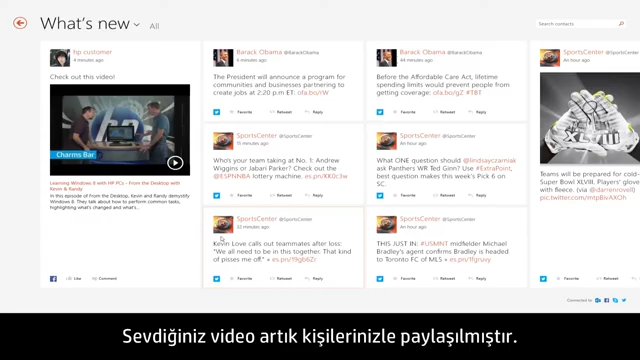 What's new
All
Search contacts
hp customer
4 minutes ago
Check out this video!
Charms Bar
Learning Windows 8 with HP PCs - From the Desktop with
Kevin & Randy
In this episode of From the Desktop, Kevin and Randy demystify
Windows 8. They talk about how to perform common tasks,
highlighting what's changed and what's...
Like
Comment
Barack Obama @BarackObama
The President will announce a program for
communities and businesses partnering to
create jobs at 2:20 p.m ET: ofa.bo/rW
Favorite
Retweet
Reply
SportsCenter @SportsCenter
15 minutes ago
Who's your team taking at No. 1: Andrew
Wiggins or Jabari Parker? Check out the
@ESPNNBA lottery machine.
Favorite
Retweet
Reply
SportsCenter @SportsCenter
32 minutes ago
Kevin Love calls out teammates after loss:
"We all need to be in this together. That kind
of pisses me off." »
Favorite
Retweet
Reply
Barack Obama @BarackObama
44 minutes ago
Before the Affordable Care Act, lifetime
spending limits would prevent people from
getting coverage: ofa.bo/gZ #TBT
Favorite
Retweet
Reply
SportsCenter @SportsCenter
An hour ago
What ONE question should @lindsayczarniak
ask Panthers WR Ted Ginn? Use #ExtraPoint,
best question makes this week's Pick 6 on
SC.
Favorite
Retweet
Reply
SportsCenter @SportsCenter
An hour ago
THIS JUST IN: #USMNT midfielder Michael
Bradley's agent confirms Bradley is headed
to Toronto FC of MLS » es.pn/1fgruvy
Favorite
Retweet
Reply
SportsCenter @SportsCenter
An hour ago
XLVIII
Teams will be prepared for cold-
Super Bowl XLVIII. Players' glove
with fleece. (via @darrenrovell)
pic.twitter.com/mtpBivAXOh
Favorite
Retweet
Connected to
Sevdiğiniz video artık kişilerinizle paylaşılmıştır.